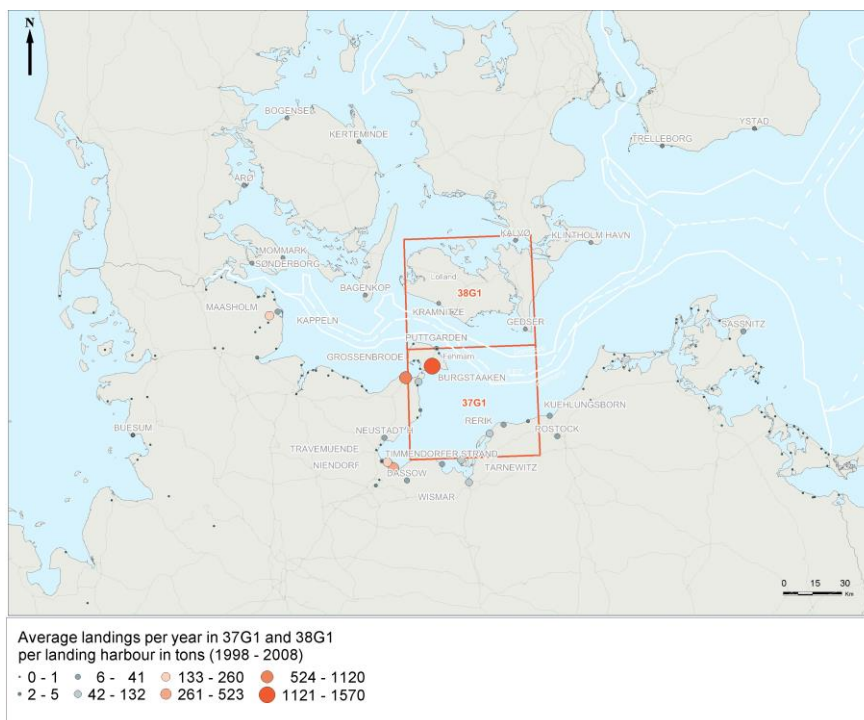 N
BOGENSE
KERTEMINDE
YSTAD
TRELLEBORG
ARØ
KALVØ
KLINTHOLM HAVN
MOMMARK
SØNDERBORG
Lolland
BAGENKOP
38G1
MAASHOLM
KRAMNITZE
KAPPELN
GEDSER
SASSNITZ
PUTTGARDEN
GROSSENBRODE
Fehmarn
BURGSTAAKEN
37G1
KUEHLUNGSBORN
BUESUM
NEUSTADT/H
RERIK
ROSTOCK
TRAVEMUENDE
TIMMENDORFER STRAND
NIENDORF
DASSOW
TARNEWITZ
WISMAR
0 15 30
Km
Average landings per year in 37G1 and 38G1
per landing harbour in tons (1998 - 2008)
0 - 1 6 - 41 133 - 260 524 - 1120
2 - 5 42 - 132 261 - 523 1121 - 1570